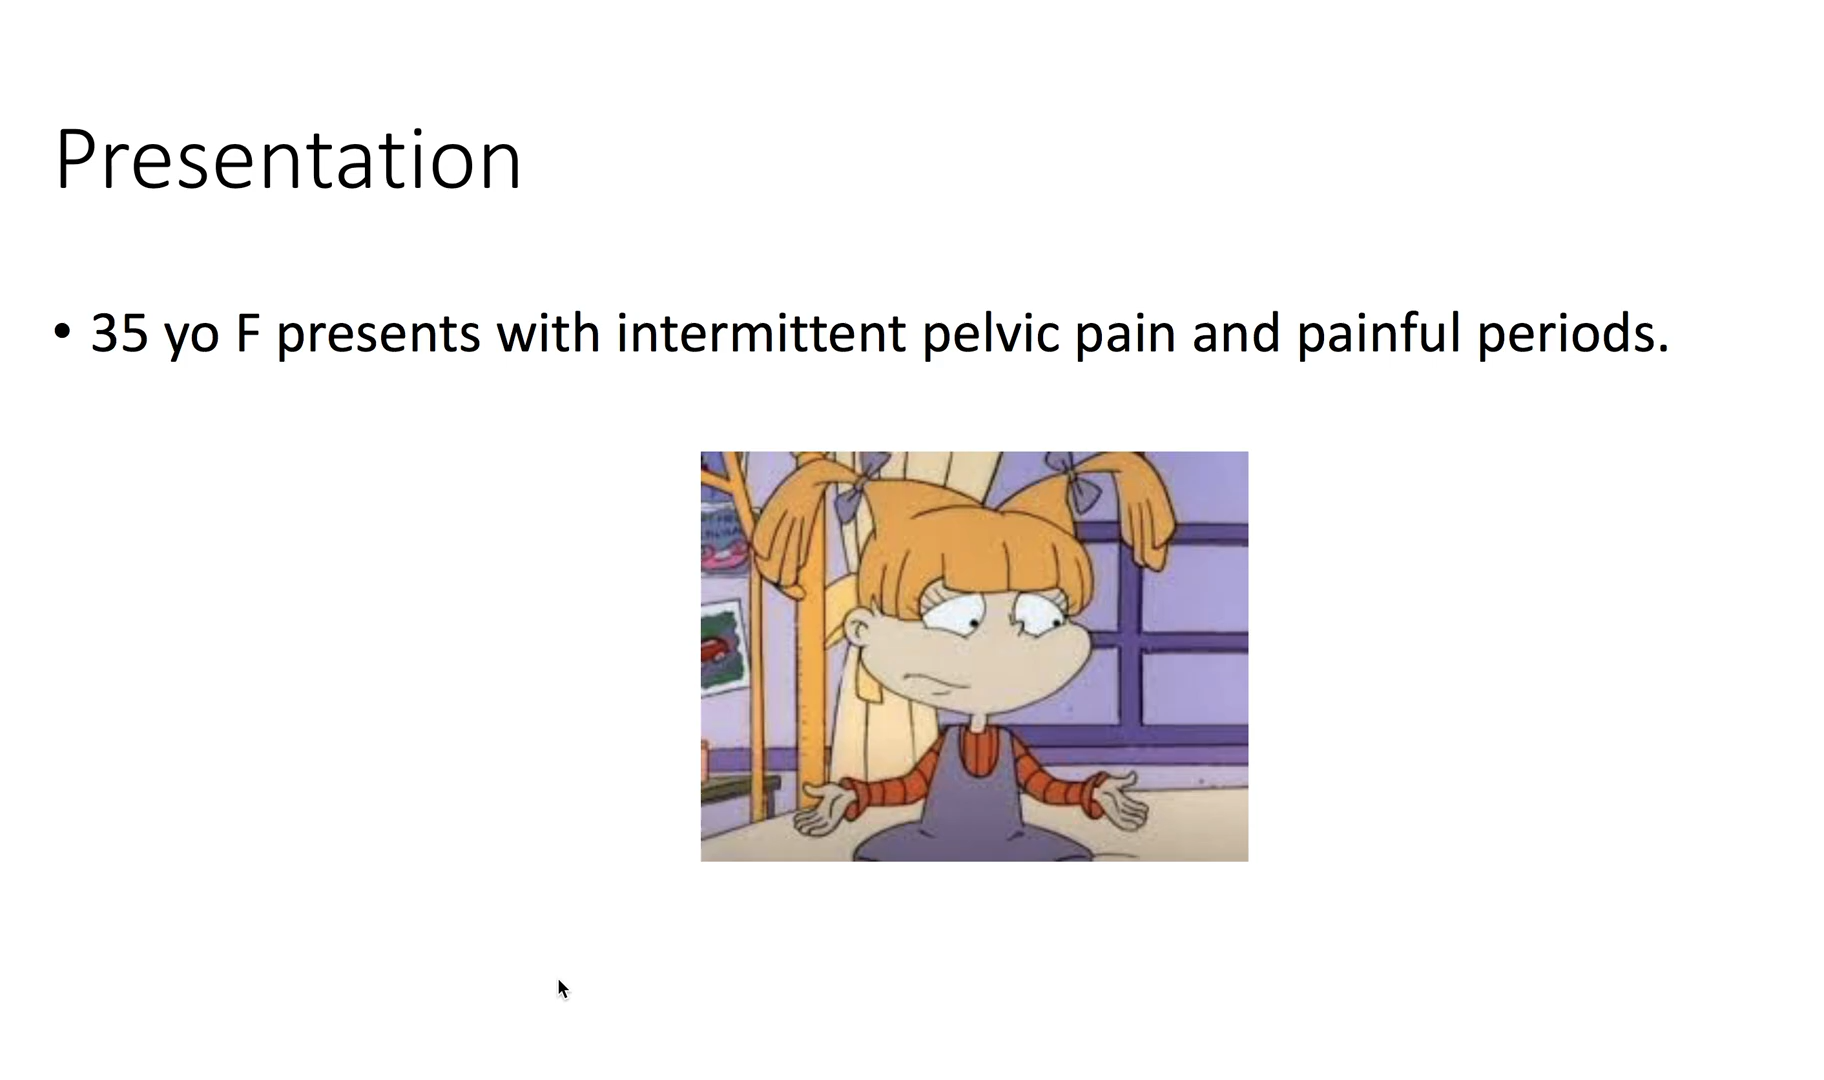 Presentation
• 35 yo F presents with intermittent pelvic pain and painful periods.